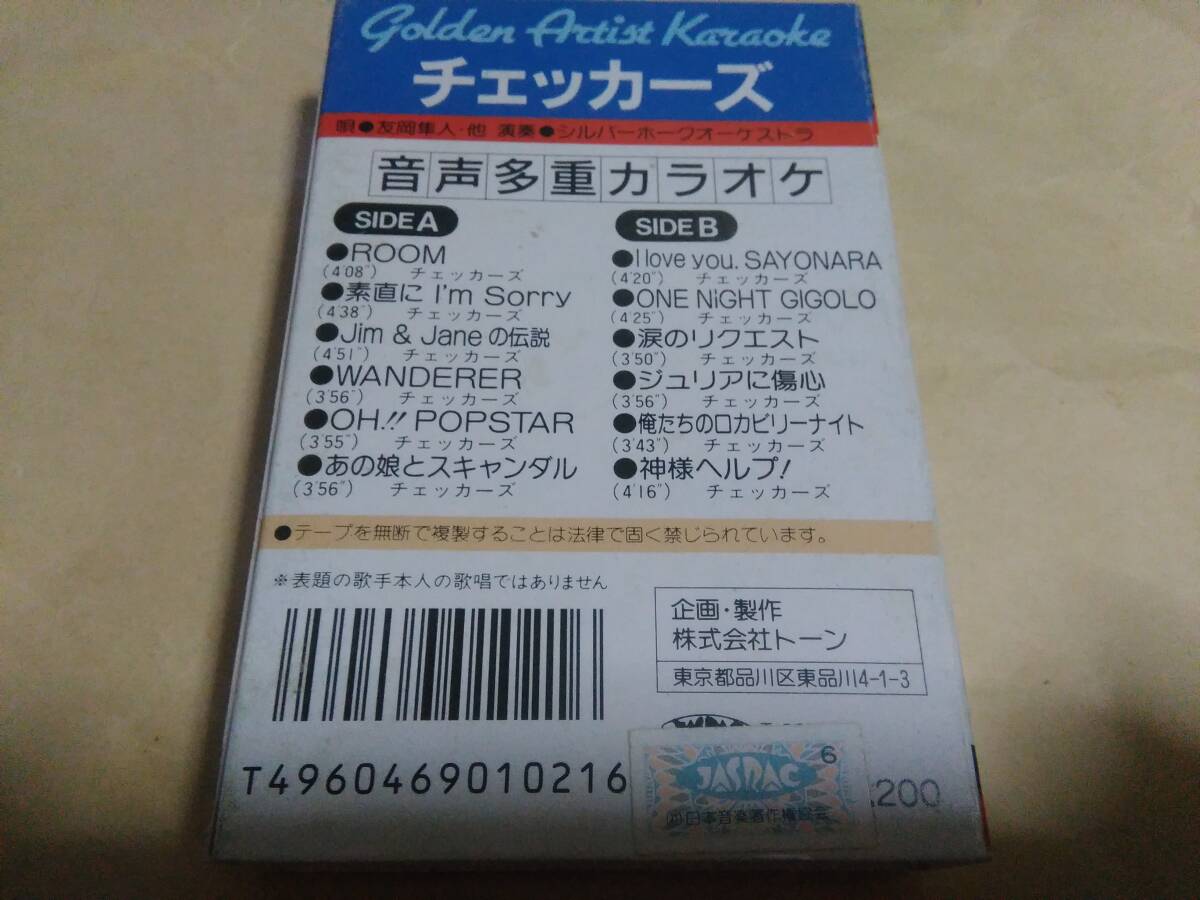 Golden Artist Karaoke
チェッカーズ
唄●友岡隼人・他 演奏●シルバーホークオーケストラ
音声多重カラオケ
SIDE A
●ROOM
(4'08") チェッカーズ
●素直に I'm Sorry
(4'38") チェッカーズ
●Jim & Janeの伝説
(4'51") チェッカーズ
●WANDERER
(3'56") チェッカーズ
●OH!! POPSTAR
(3'55") チェッカーズ
●あの娘とスキャンダル
(3'56") チェッカーズ
SIDE B
●I love you. SAYONARA
(4'20") チェッカーズ
●ONE NiGHT GIGOLO
(4'25") チェッカーズ
●涙のリクエスト
(3'50") チェッカーズ
●ジュリアに傷心
(3'56") チェッカーズ
●俺たちのロカビリーナイト
(3'43") チェッカーズ
●神様ヘルプ!
(4'16") チェッカーズ
●テープを無断で複製することは法律で固く禁じられています。
※表題の歌手本人の歌唱ではありません
企画・製作
株式会社トーン
東京都品川区東品川4-1-3
T4960469010216
6
JASRAC
日本音楽著作権協会
200